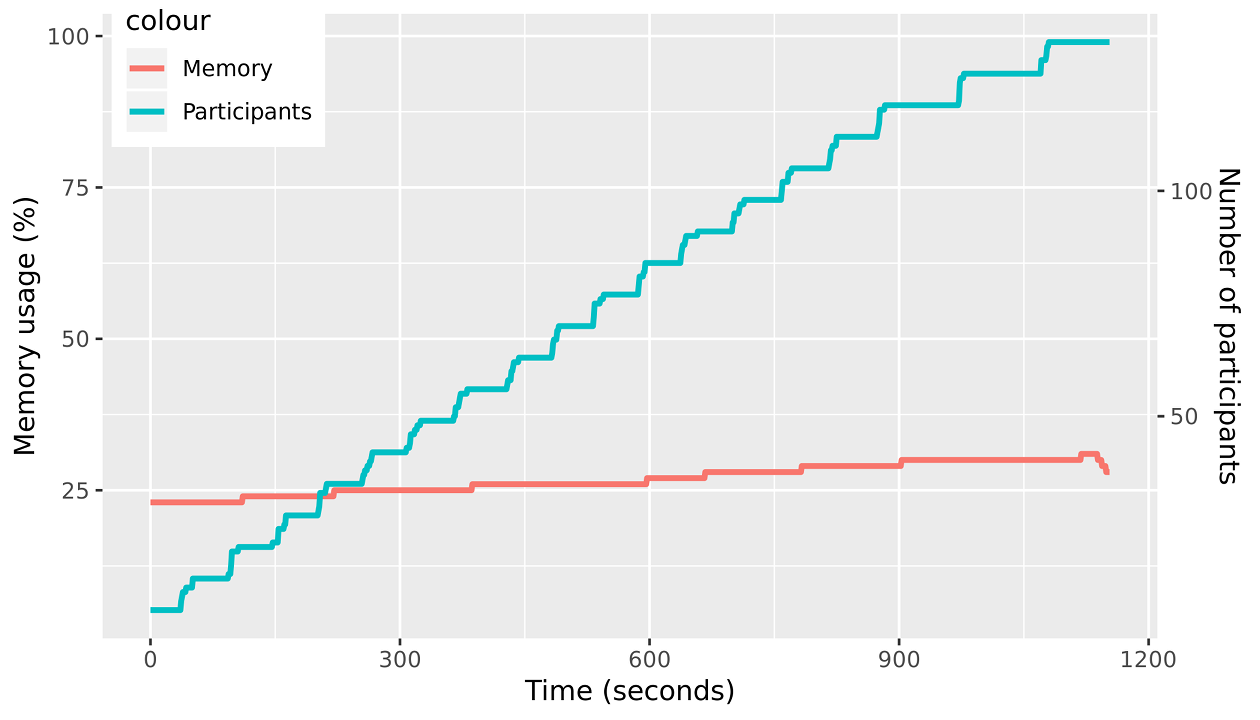 colour
Memory
Participants
100
75
50
25
Memory usage (%)
0
300
600
900
1200
Time (seconds)
100
50
Number of participants